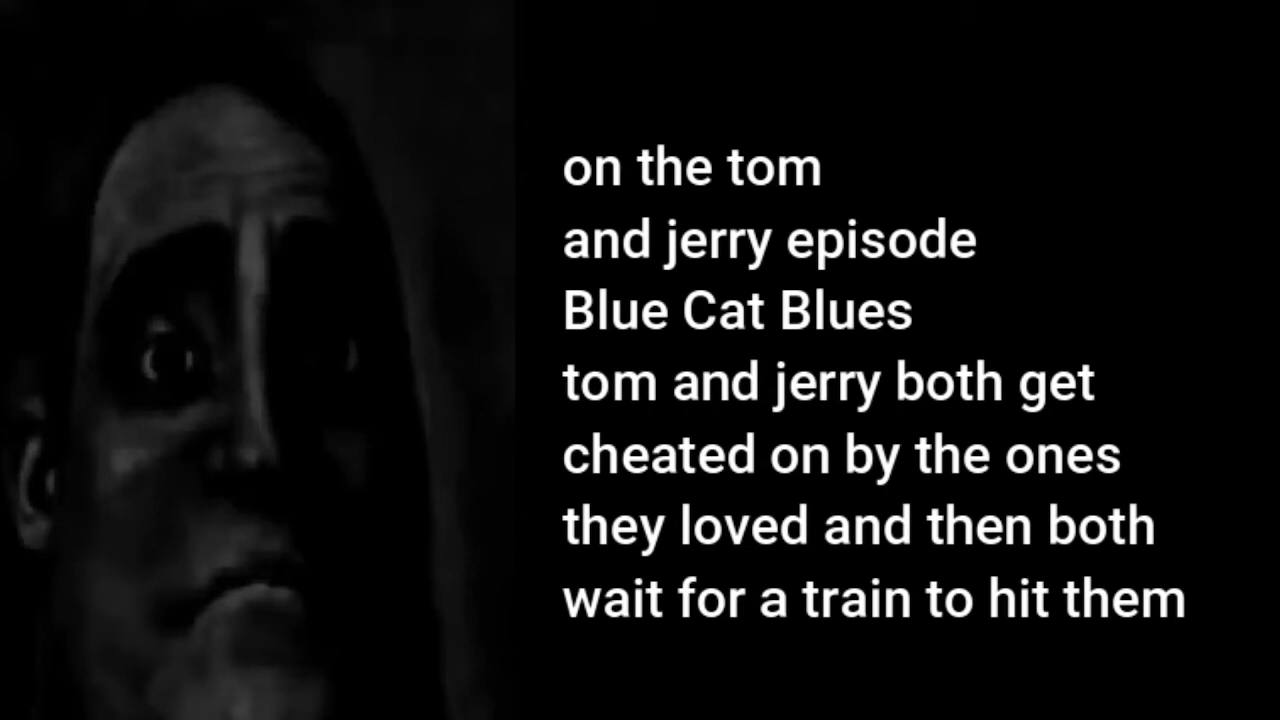 on the tom
and jerry episode
Blue Cat Blues
tom and jerry both get
cheated on by the ones
they loved and then both
wait for a train to hit them